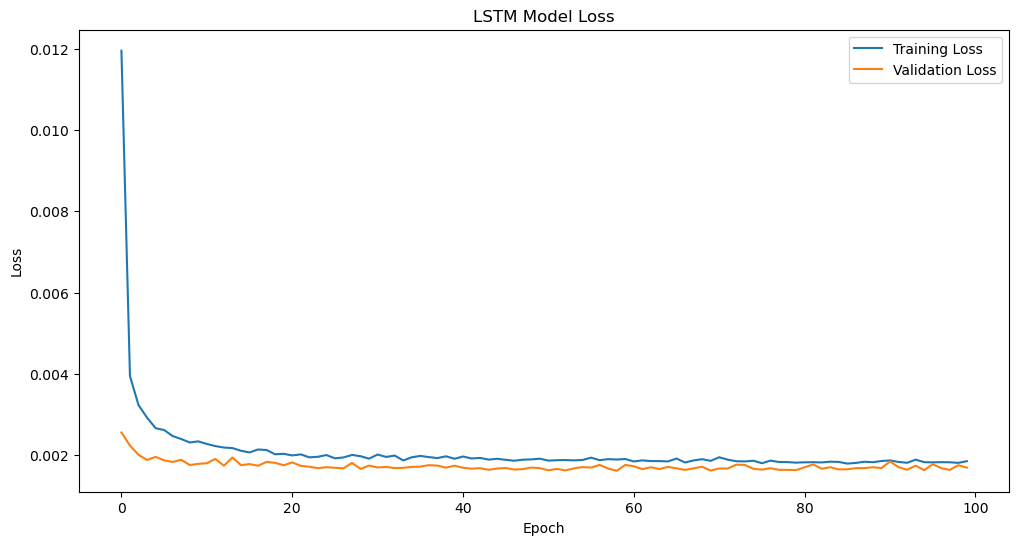 LSTM Model Loss
Training Loss
Validation Loss
0.012
0.010
0.008
0.006
0.004
0.002
Loss
0
20
40
60
80
100
Epoch